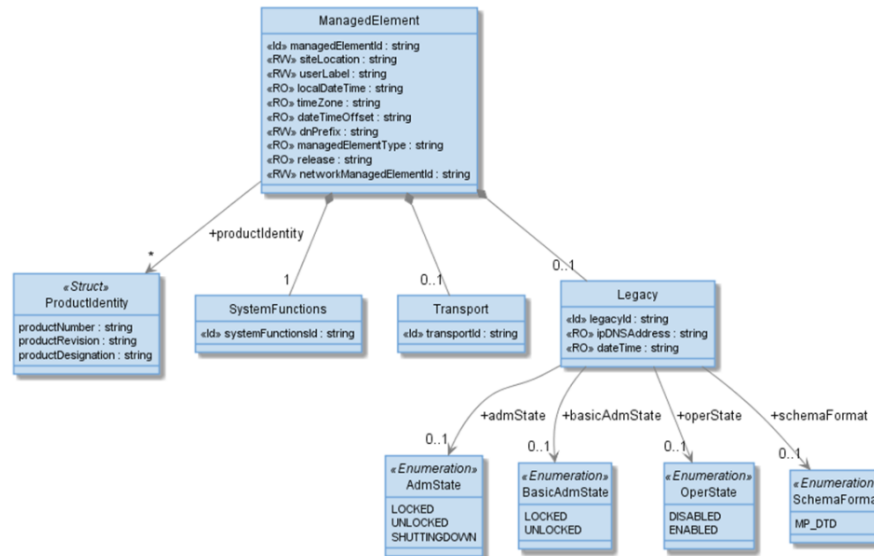 ManagedElement
«Id» managedElementId : string
«RW» siteLocation : string
«RW» userLabel : string
«RO» localDateTime : string
«RO» timeZone : string
«RO» dateTimeOffset : string
«RW» dnPrefix : string
«RO» managedElementType : string
«RO» release : string
«RW» networkManagedElementId : string
+productIdentity
*
1
0..1
0..1
«Struct»
ProductIdentity
productNumber : string
productRevision : string
productDesignation : string
SystemFunctions
«Id» systemFunctionsId : string
Transport
«Id» transportId : string
Legacy
«Id» legacyId : string
«RO» ipDNSAddress : string
«RO» dateTime : string
+admState
+basicAdmState
+operState
+schemaFormat
0..1
0..1
0..1
0..1
«Enumeration»
AdmState
LOCKED
UNLOCKED
SHUTTINGDOWN
«Enumeration»
BasicAdmState
LOCKED
UNLOCKED
«Enumeration»
OperState
DISABLED
ENABLED
«Enumeration»
SchemaFormat
MP_DTD